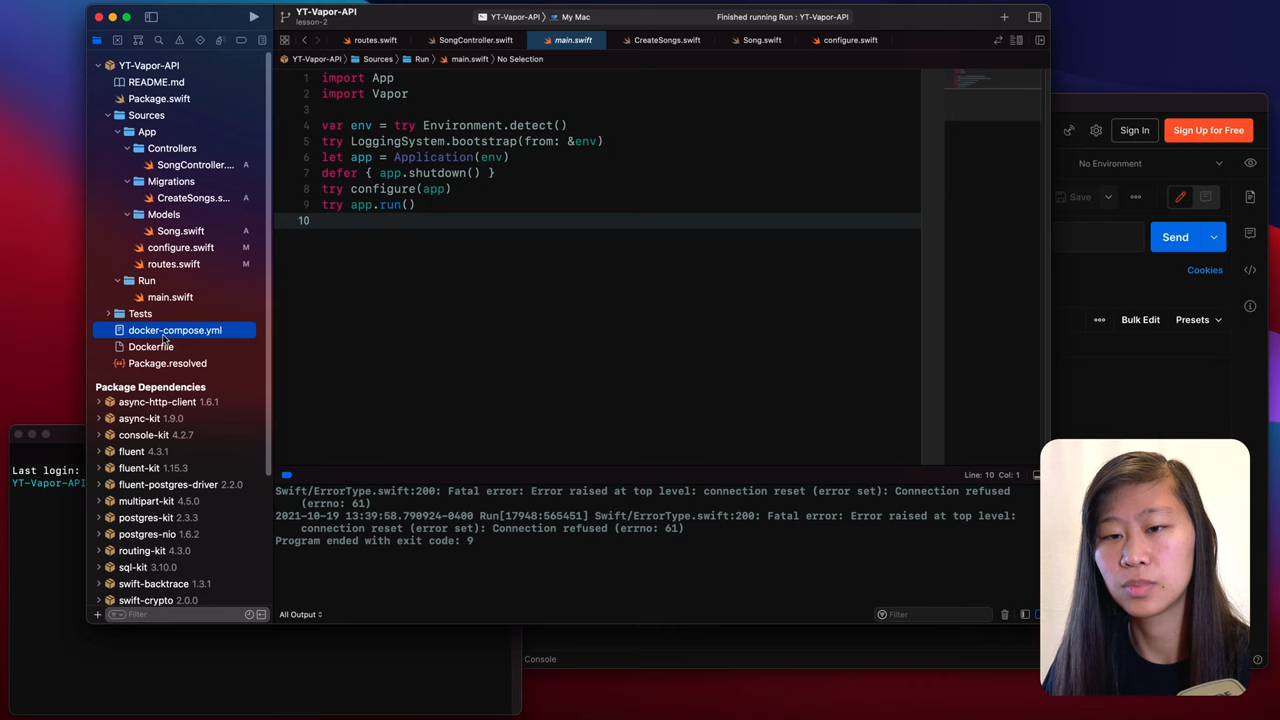 YT-Vapor-API
lesson-2
YT-Vapor-API
My Mac
Finished running Run : YT-Vapor-API
routes.swift
SongController.swift
main.swift
CreateSongs.swift
Song.swift
configure.swift
YT-Vapor-API
Sources
Run
main.swift
No Selection
YT-Vapor-API
README.md
Package.swift
Sources
App
Controllers
SongController.... A
Migrations
CreateSongs.s... A
Models
Song.swift A
configure.swift M
routes.swift M
Run
main.swift
Tests
docker-compose.yml
Dockerfile
Package.resolved
Package Dependencies
async-http-client 1.6.1
async-kit 1.9.0
console-kit 4.2.7
fluent 4.3.1
fluent-kit 1.15.3
fluent-postgres-driver 2.2.0
multipart-kit 4.5.0
postgres-kit 2.3.3
postgres-nio 1.6.2
routing-kit 4.3.0
sql-kit 3.10.0
swift-backtrace 1.3.1
swift-crypto 2.0.0
Filter
1 import App
2 import Vapor
3
4 var env = try Environment.detect()
5 try LoggingSystem.bootstrap(from: &env)
6 let app = Application(env)
7 defer { app.shutdown() }
8 try configure(app)
9 try app.run()
10
Line: 10 Col: 1
Swift/ErrorType.swift:200: Fatal error: Error raised at top level: connection reset (error set): Connection refused
(errno: 61)
2021-10-19 13:39:58.790924-0400 Run[17948:565451] Swift/ErrorType.swift:200: Fatal error: Error raised at top level:
connection reset (error set): Connection refused (errno: 61)
Program ended with exit code: 9
All Output
Filter
Last login:
YT-Vapor-API
Sign In
Sign Up for Free
No Environment
Save
Send
Cookies
Bulk Edit
Presets
Console